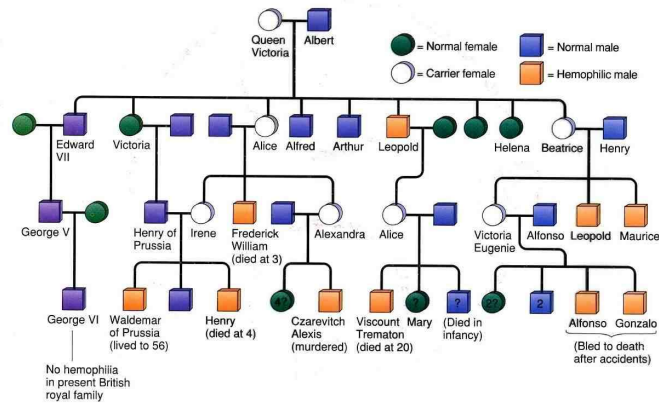 Queen
Victoria
Albert
= Normal female
= Normal male
= Carrier female
= Hemophilic male
Edward
VII
Victoria
Alice
Alfred
Arthur
Leopold
Helena
Beatrice
Henry
George V
Henry of
Prussia
Irene
Frederick
William
(died at 3)
Alexandra
Alice
Victoria
Eugenie
Alfonso
Leopold
Maurice
4?
?
?
2?
2
George VI
Waldemar
of Prussia
(lived to 56)
Henry
(died at 4)
Czarevitch
Alexis
(murdered)
Viscount
Trematon
(died at 20)
Mary
(Died in
infancy)
Alfonso
Gonzalo
(Bled to death
after accidents)
No hemophilia
in present British
royal family